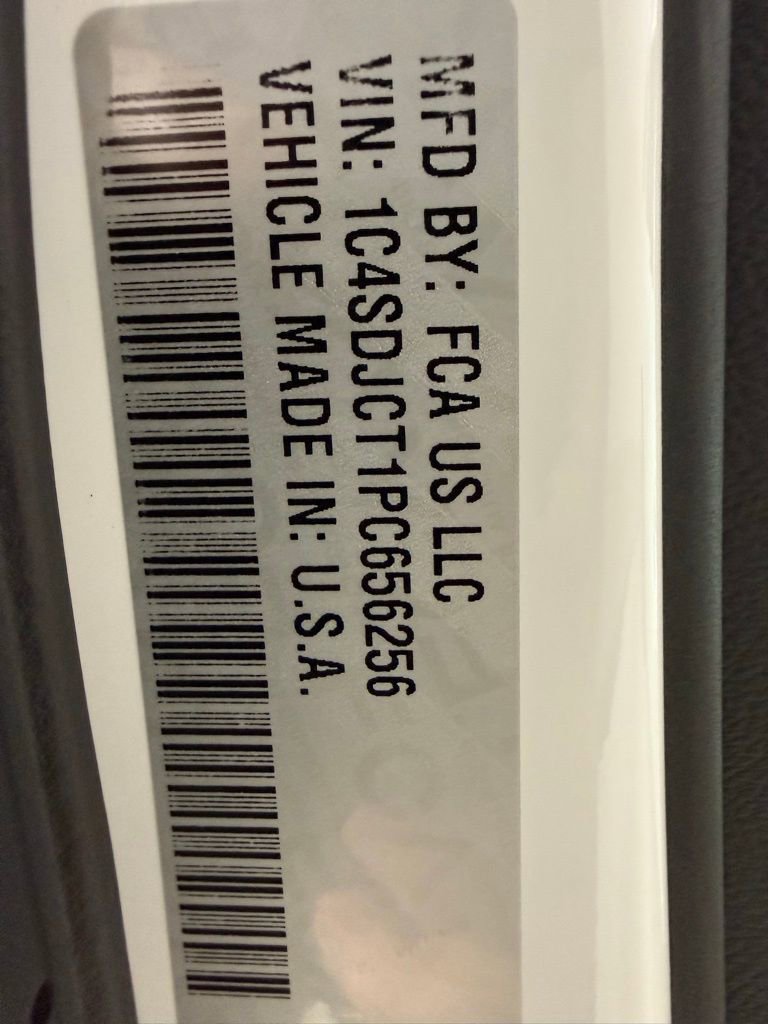 MFD BY: FCA US LLC
VIN: 1C4SDJCT1PC656256
VEHICLE MADE IN: U.S.A.